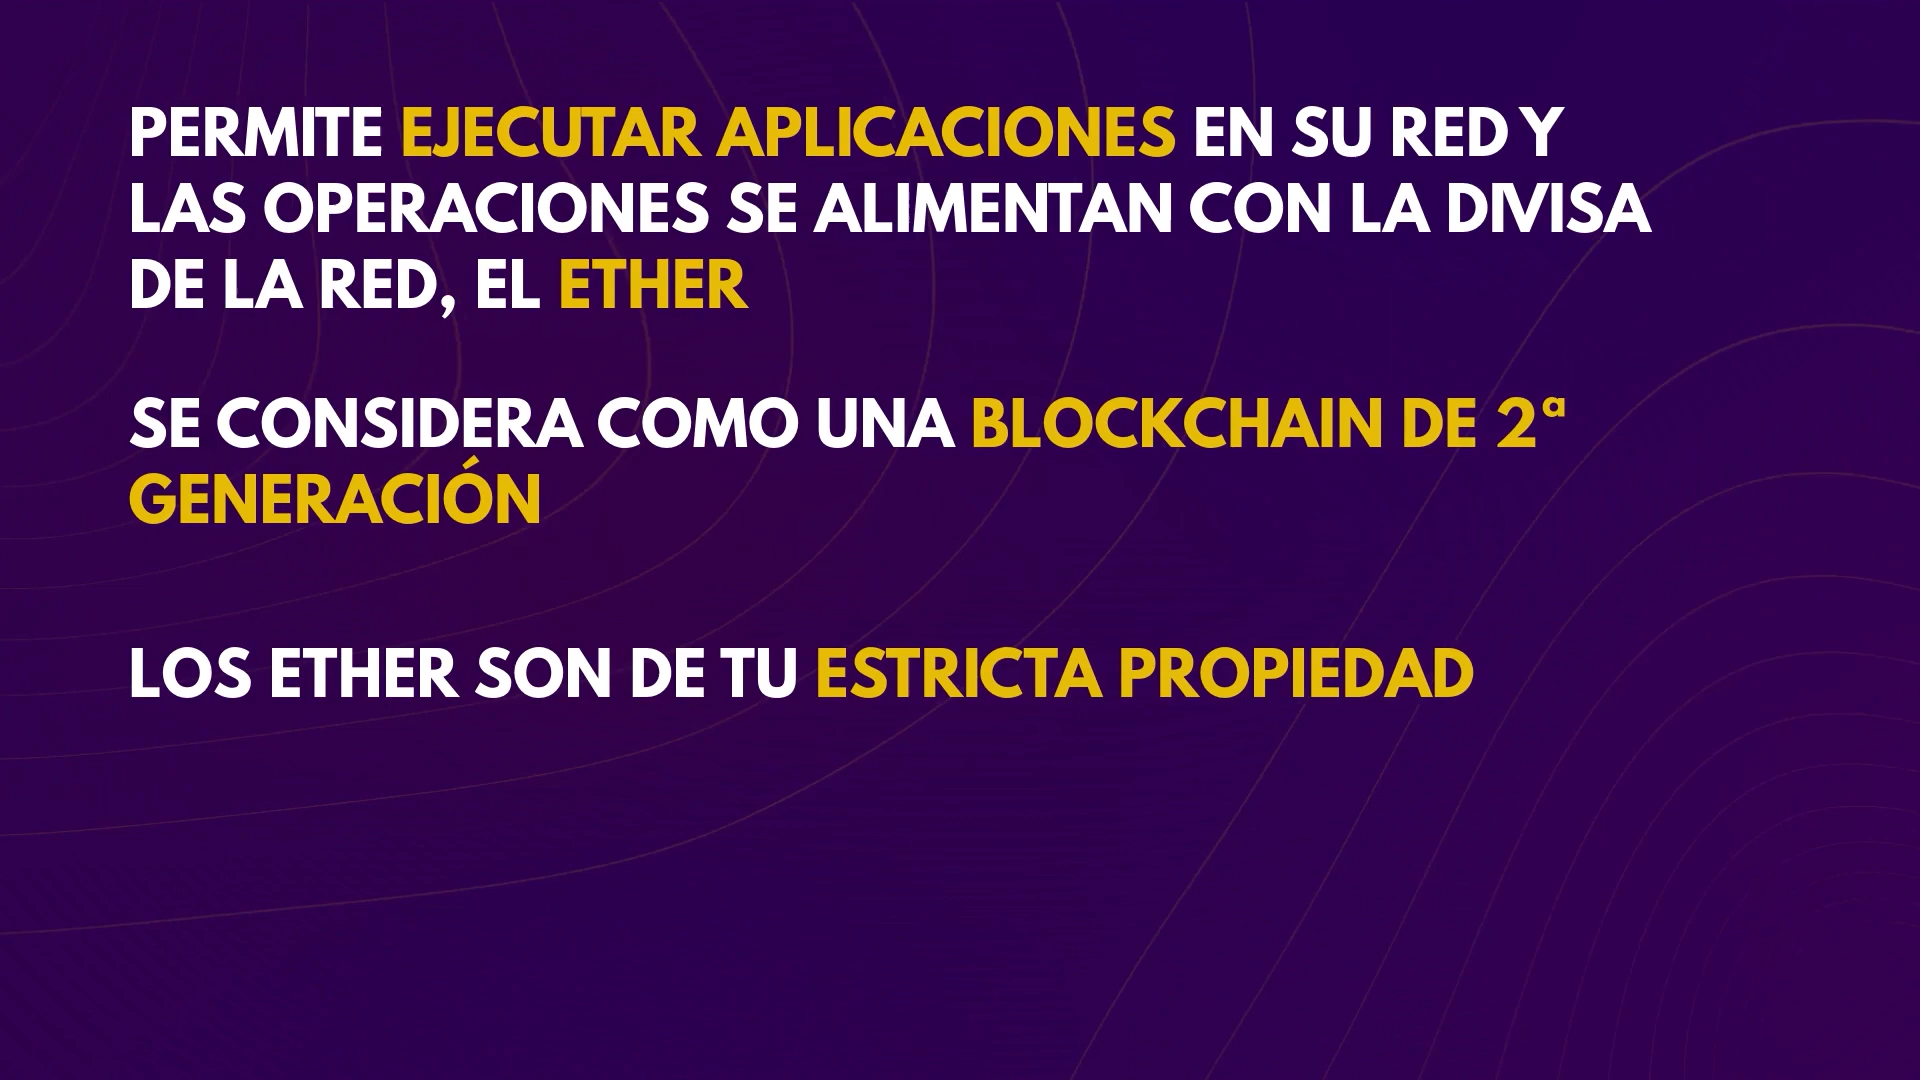 PERMITE EJECUTAR APLICACIONES EN SU RED Y
LAS OPERACIONES SE ALIMENTAN CON LA DIVISA
DE LA RED, EL ETHER
SE CONSIDERA COMO UNA BLOCKCHAIN DE 2ª
GENERACIÓN
LOS ETHER SON DE TU ESTRICTA PROPIEDAD